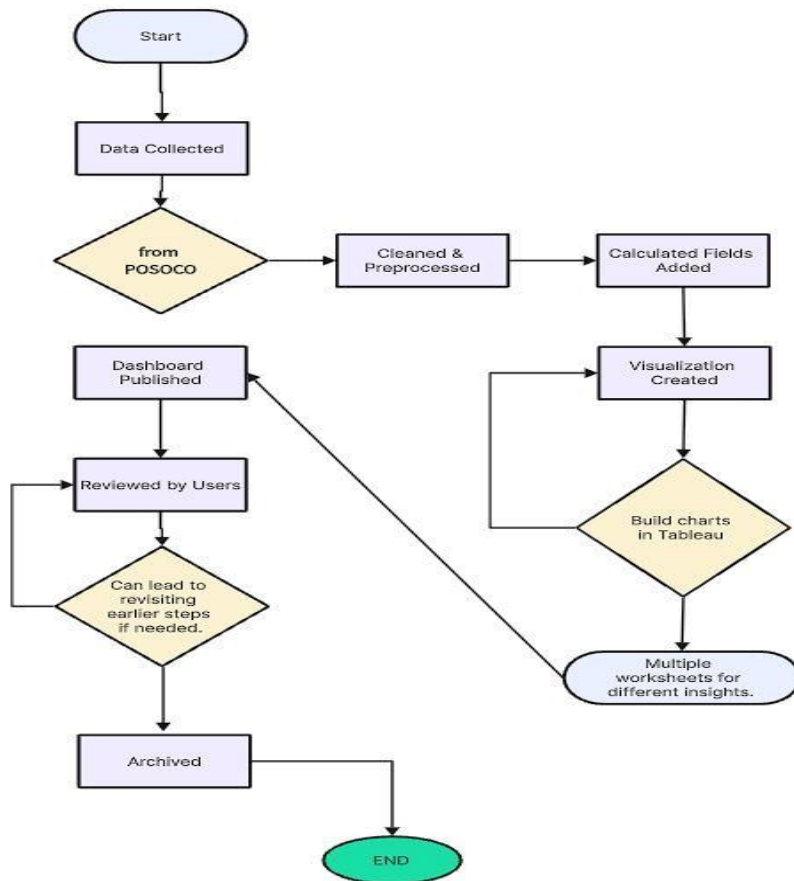 Start
Data Collected
from
POSOCO
Cleaned &
Preprocessed
Calculated Fields
Added
Visualization
Created
Build charts
in Tableau
Multiple
worksheets for
different insights.
Dashboard
Published
Reviewed by Users
Can lead to
revisiting
earlier steps
if needed.
Archived
END